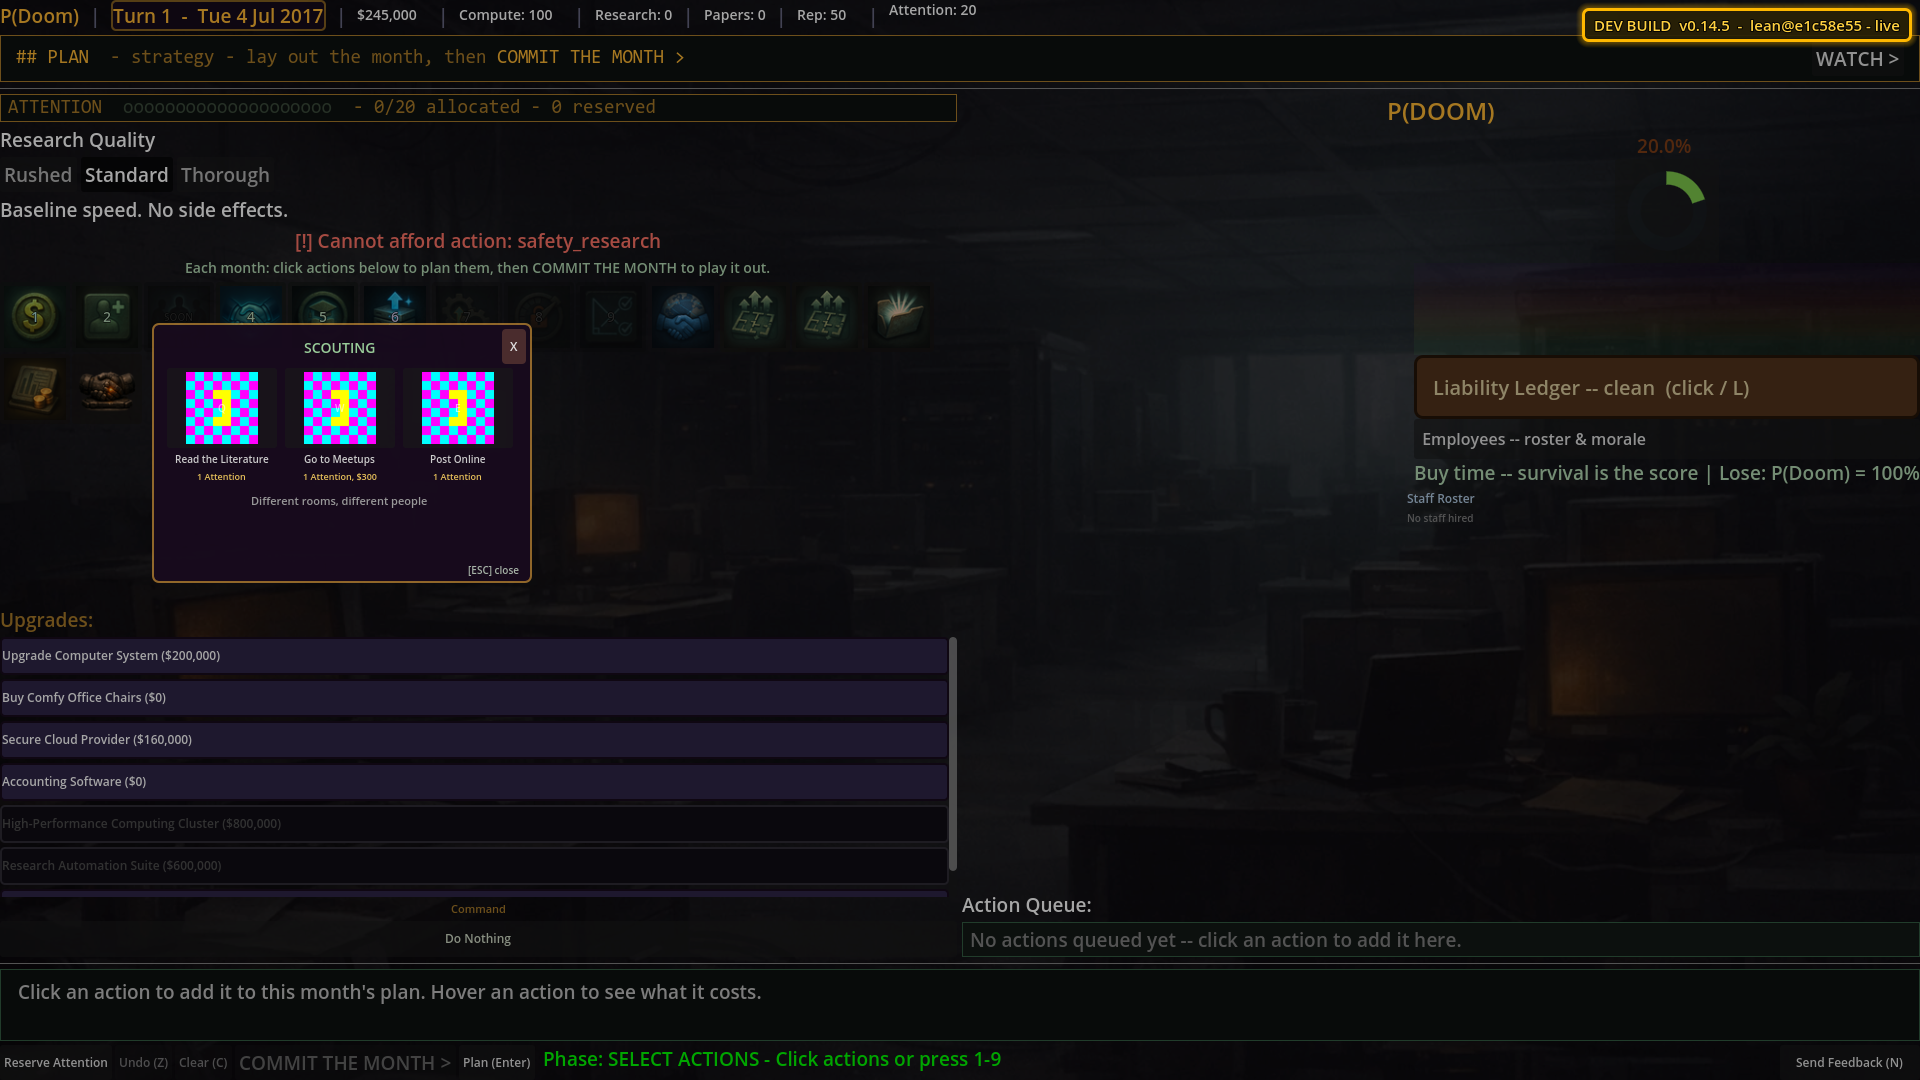 P(Doom) | Turn 1 - Tue 4 Jul 2017 | $245,000 | Compute: 100 | Research: 0 | Papers: 0 | Rep: 50 | Attention: 20
DEV BUILD v0.14.5 - lean@e1c58e55 - live
## PLAN - strategy - lay out the month, then COMMIT THE MONTH >
WATCH >
ATTENTION oooooooooooooooooooo - 0/20 allocated - 0 reserved
P(DOOM)
20.0%
Research Quality
Rushed Standard Thorough
Baseline speed. No side effects.
[!] Cannot afford action: safety_research
Each month: click actions below to plan them, then COMMIT THE MONTH to play it out.
1 2 4 5 6 7 8 9
SCOUTING
X
Read the Literature
1 Attention
Go to Meetups
1 Attention, $300
Post Online
1 Attention
Different rooms, different people
[ESC] close
Liability Ledger -- clean (click / L)
Employees -- roster & morale
Buy time -- survival is the score | Lose: P(Doom) = 100%
Staff Roster
No staff hired
Upgrades:
Upgrade Computer System ($200,000)
Buy Comfy Office Chairs ($0)
Secure Cloud Provider ($160,000)
Accounting Software ($0)
High-Performance Computing Cluster ($800,000)
Research Automation Suite ($600,000)
Command
Do Nothing
Action Queue:
No actions queued yet -- click an action to add it here.
Click an action to add it to this month's plan. Hover an action to see what it costs.
Reserve Attention Undo (Z) Clear (C) COMMIT THE MONTH > Plan (Enter) Phase: SELECT ACTIONS - Click actions or press 1-9
Send Feedback (N)